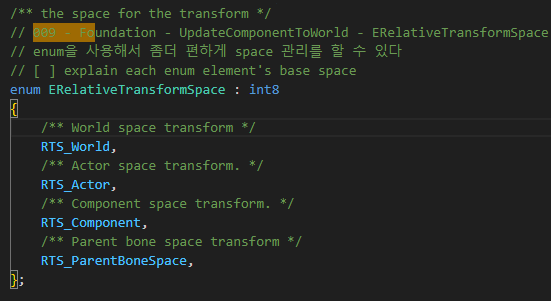 /** the space for the transform */
// 009 - Foundation - UpdateComponentToWorld - ERelativeTransformSpace
// enum을 사용해서 좀더 편하게 space 관리를 할 수 있다
// [ ] explain each enum element's base space
enum ERelativeTransformSpace : int8
{
/** World space transform */
RTS_World,
/** Actor space transform. */
RTS_Actor,
/** Component space transform. */
RTS_Component,
/** Parent bone space transform */
RTS_ParentBoneSpace,
};